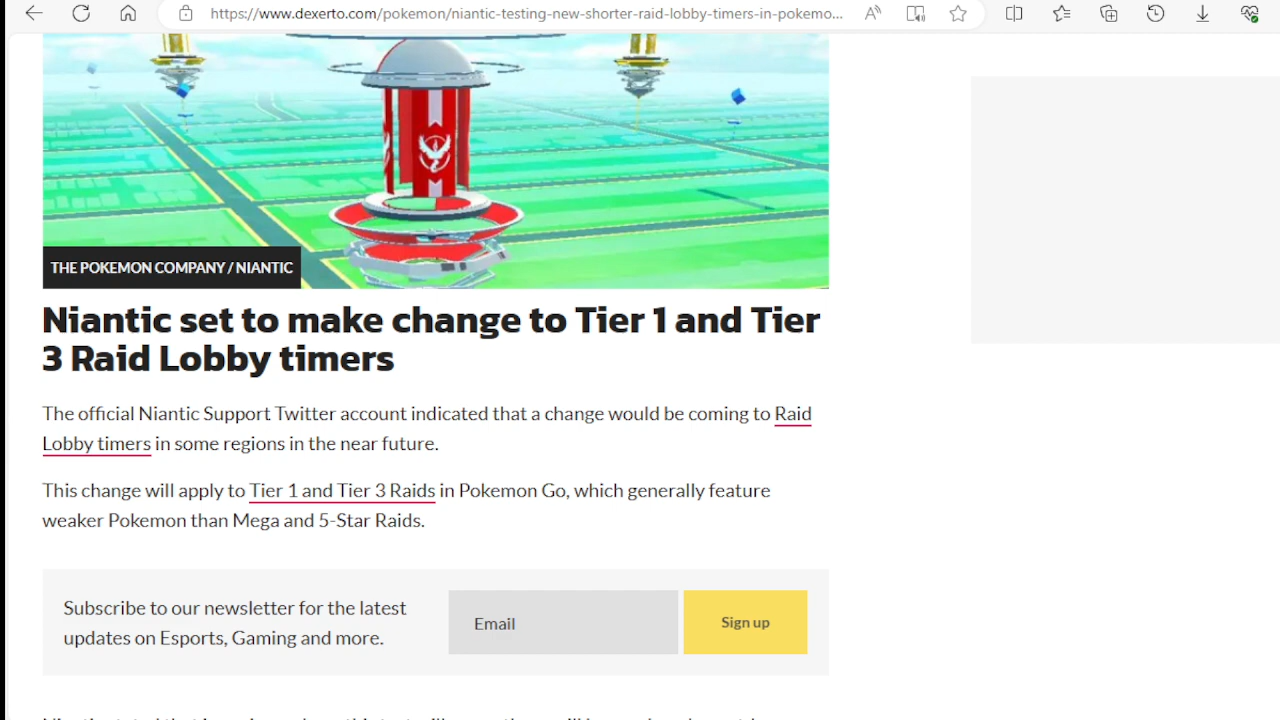 https://www.dexerto.com/pokemon/niantic-testing-new-shorter-raid-lobby-timers-in-pokemo...
THE POKEMON COMPANY / NIANTIC
Niantic set to make change to Tier 1 and Tier
3 Raid Lobby timers
The official Niantic Support Twitter account indicated that a change would be coming to Raid
Lobby timers in some regions in the near future.
This change will apply to Tier 1 and Tier 3 Raids in Pokemon Go, which generally feature
weaker Pokemon than Mega and 5-Star Raids.
Subscribe to our newsletter for the latest
updates on Esports, Gaming and more.
Email
Sign up